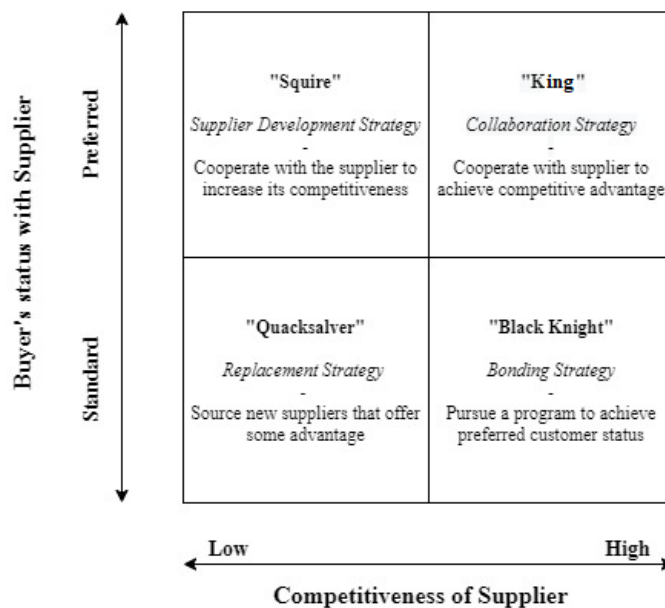 Buyer's status with Supplier
Preferred
Standard
"Squire"
Supplier Development Strategy
-
Cooperate with the supplier to
increase its competitiveness
"King"
Collaboration Strategy
-
Cooperate with supplier to
achieve competitive advantage
"Quacksalver"
Replacement Strategy
-
Source new suppliers that offer
some advantage
"Black Knight"
Bonding Strategy
-
Pursue a program to achieve
preferred customer status
Low
High
Competitiveness of Supplier